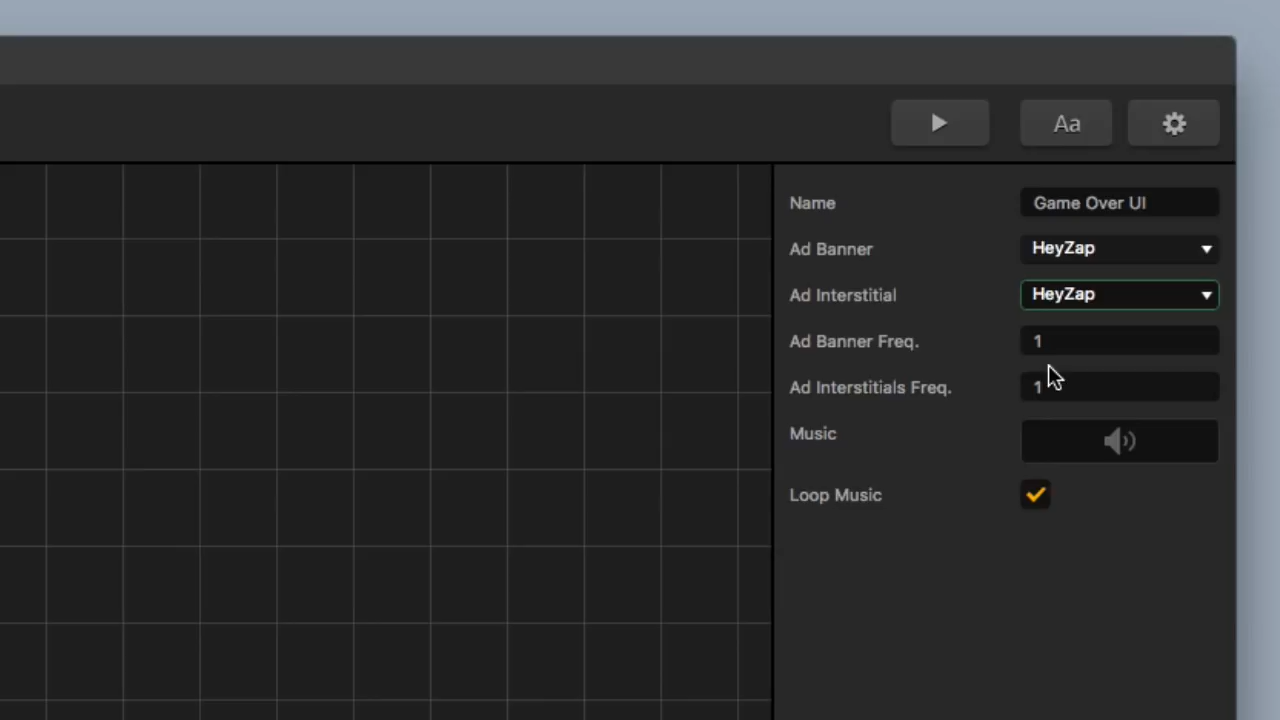 Aa
Name Game Over UI
Ad Banner HeyZap
Ad Interstitial HeyZap
Ad Banner Freq. 1
Ad Interstitials Freq. 1
Music
Loop Music